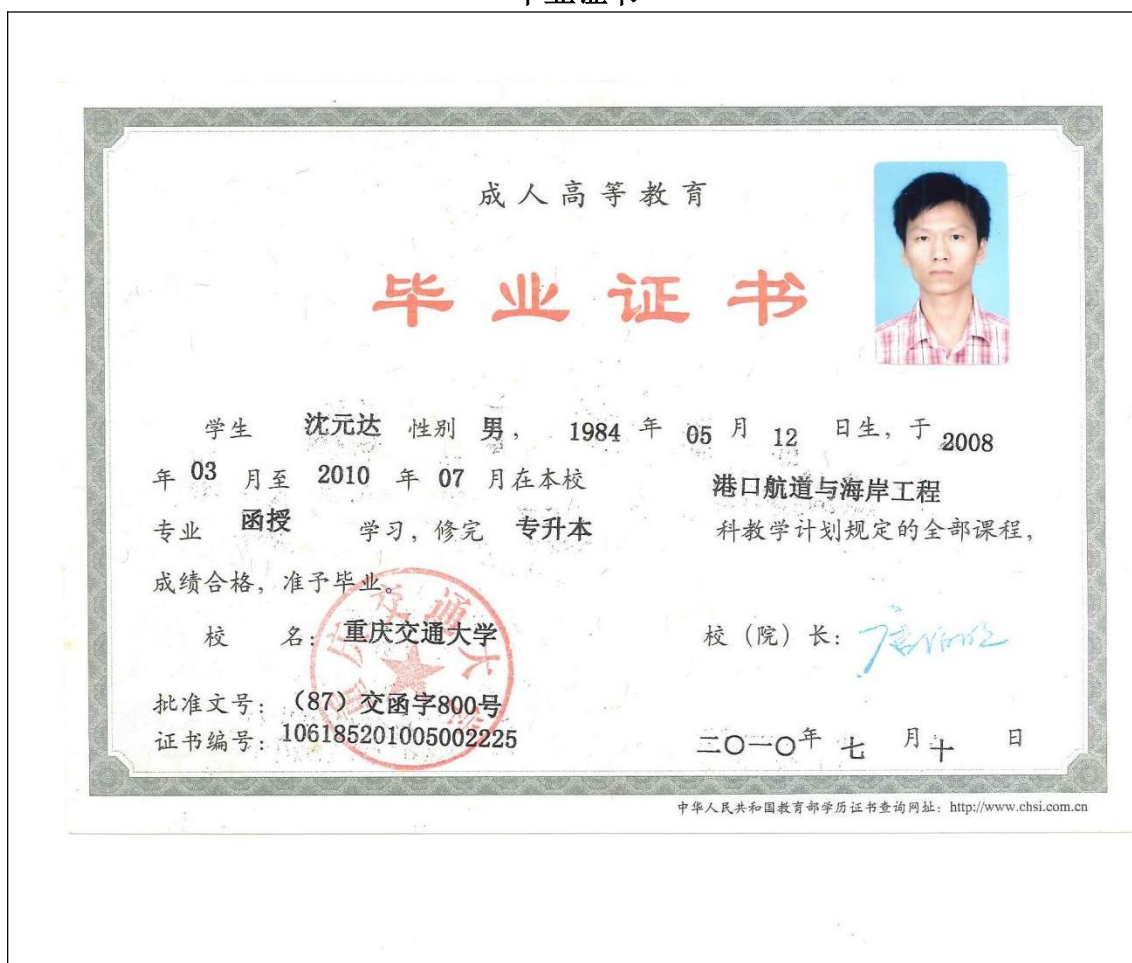 毕业证书
成人高等教育
毕业证书
学生 沈元达 性别 男， 1984 年 05 月 12 日生，于 2008
年 03 月至 2010 年 07 月在本校 港口航道与海岸工程
专业 函授 学习，修完 专升本 科教学计划规定的全部课程，
成绩合格，准予毕业。
校 名：重庆交通大学 校（院）长：
批准文号：（87）交函字800号
证书编号：106185201005002225 二〇一〇年 七 月 十 日
中华人民共和国教育部学历证书查询网址：http://www.chsi.com.cn